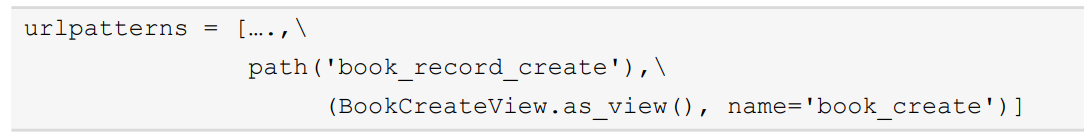 urlpatterns = [….,\
path('book_record_create'),\
(BookCreateView.as_view(), name='book_create')]